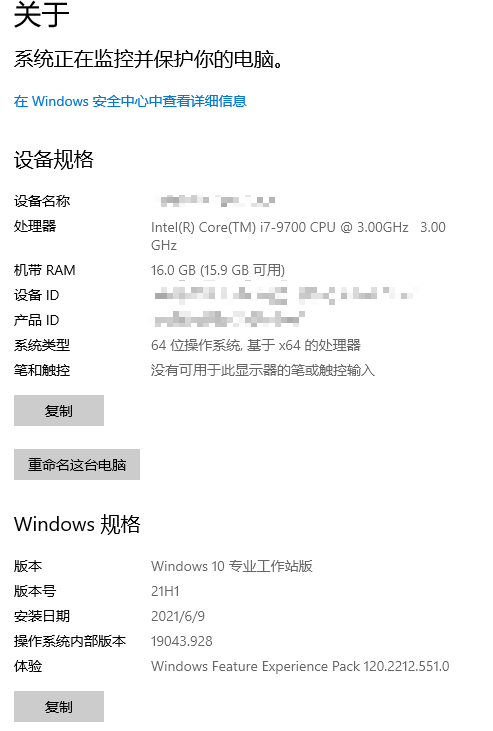 关于
系统正在监控并保护你的电脑。
在 Windows 安全中心中查看详细信息
设备规格
设备名称
处理器 Intel(R) Core(TM) i7-9700 CPU @ 3.00GHz 3.00
GHz
机带 RAM 16.0 GB (15.9 GB 可用)
设备 ID
产品 ID
系统类型 64 位操作系统, 基于 x64 的处理器
笔和触控 没有可用于此显示器的笔或触控输入
复制
重命名这台电脑
Windows 规格
版本 Windows 10 专业工作站版
版本号 21H1
安装日期 2021/6/9
操作系统内部版本 19043.928
体验 Windows Feature Experience Pack 120.2212.551.0
复制